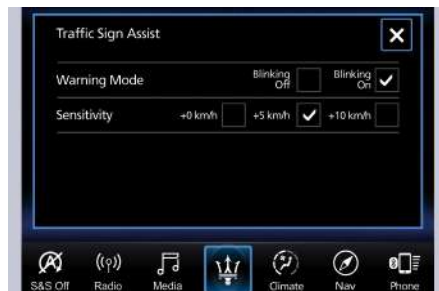 Traffic Sign Assist
Warning Mode Blinking Off Blinking On
Sensitivity +0 km/h +5 km/h +10 km/h
S&S Off Radio Media Climate Nav Phone